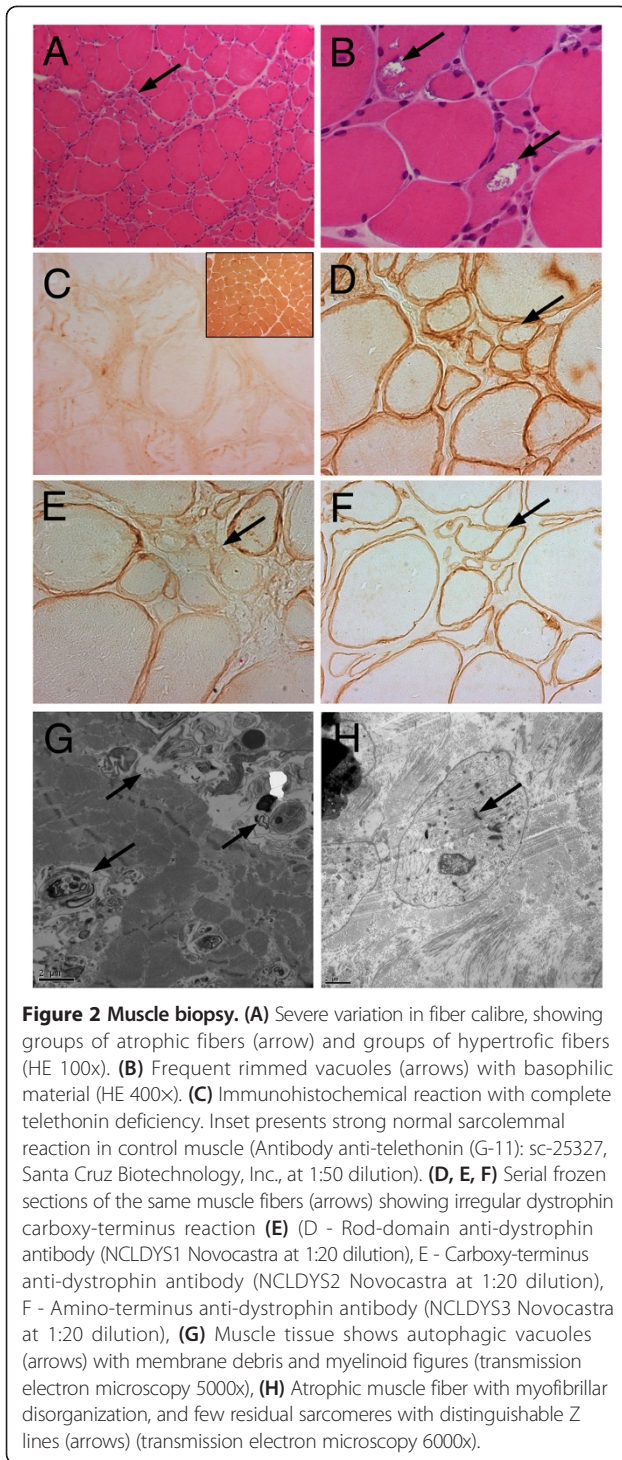 A
B
C
D
E
F
G
H
2 µm
Figure 2 Muscle biopsy. (A) Severe variation in fiber calibre, showing
groups of atrophic fibers (arrow) and groups of hypertrofic fibers
(HE 100x). (B) Frequent rimmed vacuoles (arrows) with basophilic
material (HE 400×). (C) Immunohistochemical reaction with complete
telethonin deficiency. Inset presents strong normal sarcolemmal
reaction in control muscle (Antibody anti-telethonin (G-11): sc-25327,
Santa Cruz Biotechnology, Inc., at 1:50 dilution). (D, E, F) Serial frozen
sections of the same muscle fibers (arrows) showing irregular dystrophin
carboxy-terminus reaction (E) (D - Rod-domain anti-dystrophin
antibody (NCLDYS1 Novocastra at 1:20 dilution), E - Carboxy-terminus
anti-dystrophin antibody (NCLDYS2 Novocastra at 1:20 dilution),
F - Amino-terminus anti-dystrophin antibody (NCLDYS3 Novocastra
at 1:20 dilution), (G) Muscle tissue shows autophagic vacuoles
(arrows) with membrane debris and myelinoid figures (transmission
electron microscopy 5000x), (H) Atrophic muscle fiber with myofibrillar
disorganization, and few residual sarcomeres with distinguishable Z
lines (arrows) (transmission electron microscopy 6000x).